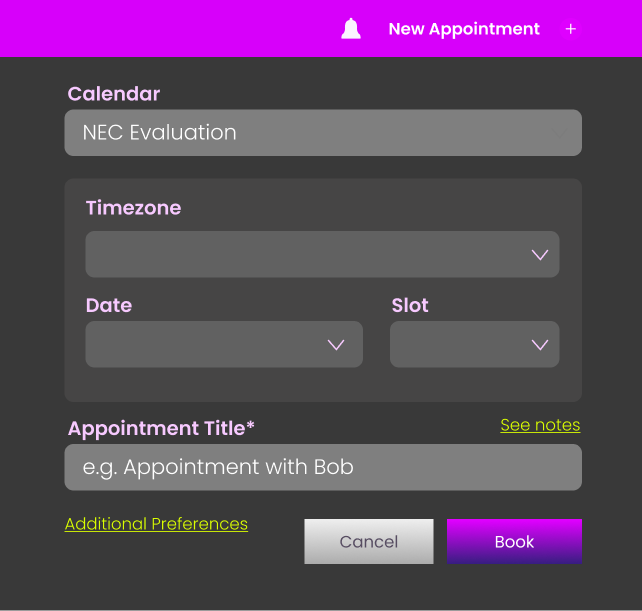 New Appointment +
Calendar
NEC Evaluation
Timezone
Date Slot
Appointment Title* See notes
e.g. Appointment with Bob
Additional Preferences
Cancel Book